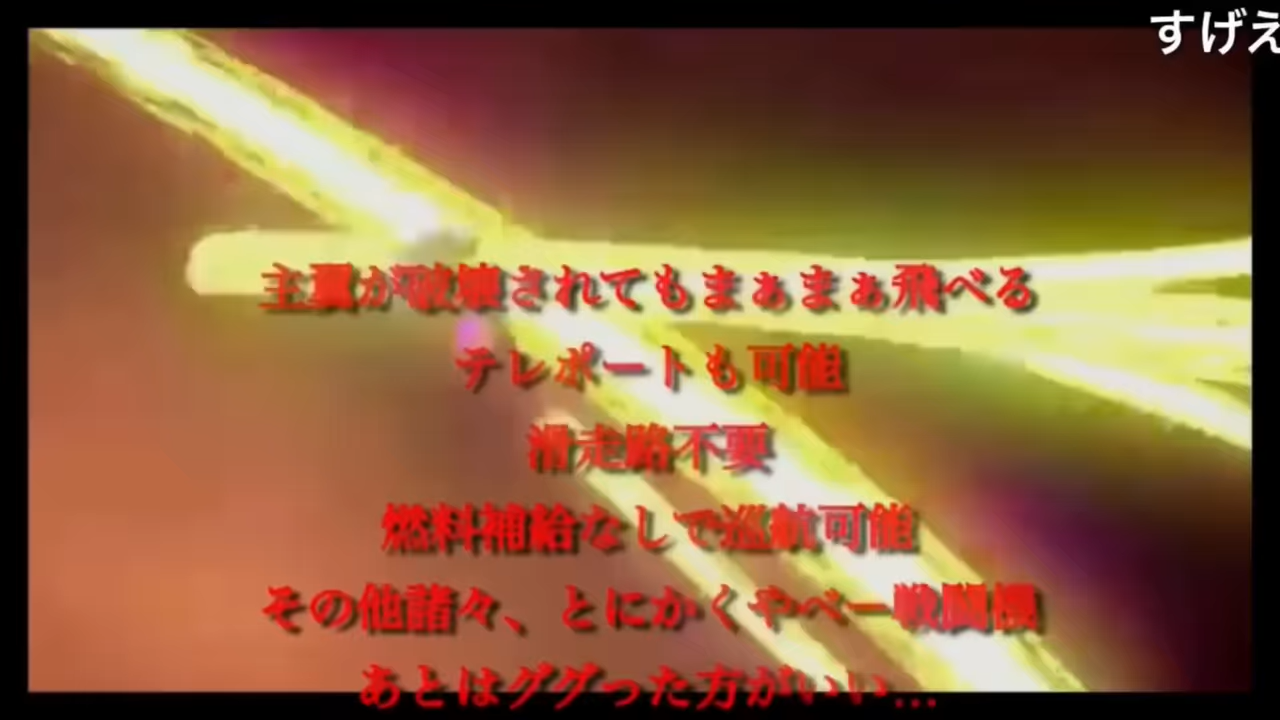 すげえ
主翼が破壊されてもまぁまぁ飛べる
テレポートも可能
滑走路不要
燃料補給なしで巡航可能
その他諸々、とにかくやべー戦闘機
あとはググった方がいい…